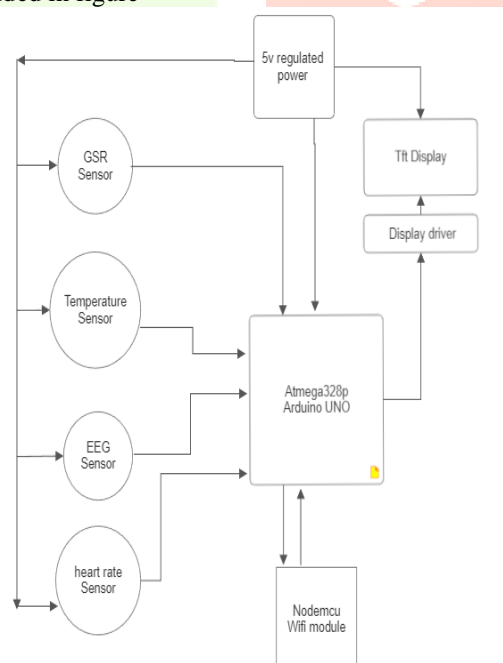 ded in figure
5v regulated
power
GSR
Sensor
Tft Display
Display driver
Temperature
Sensor
Atmega328p
Arduino UNO
EEG
Sensor
heart rate
Sensor
Nodemcu
Wifi module